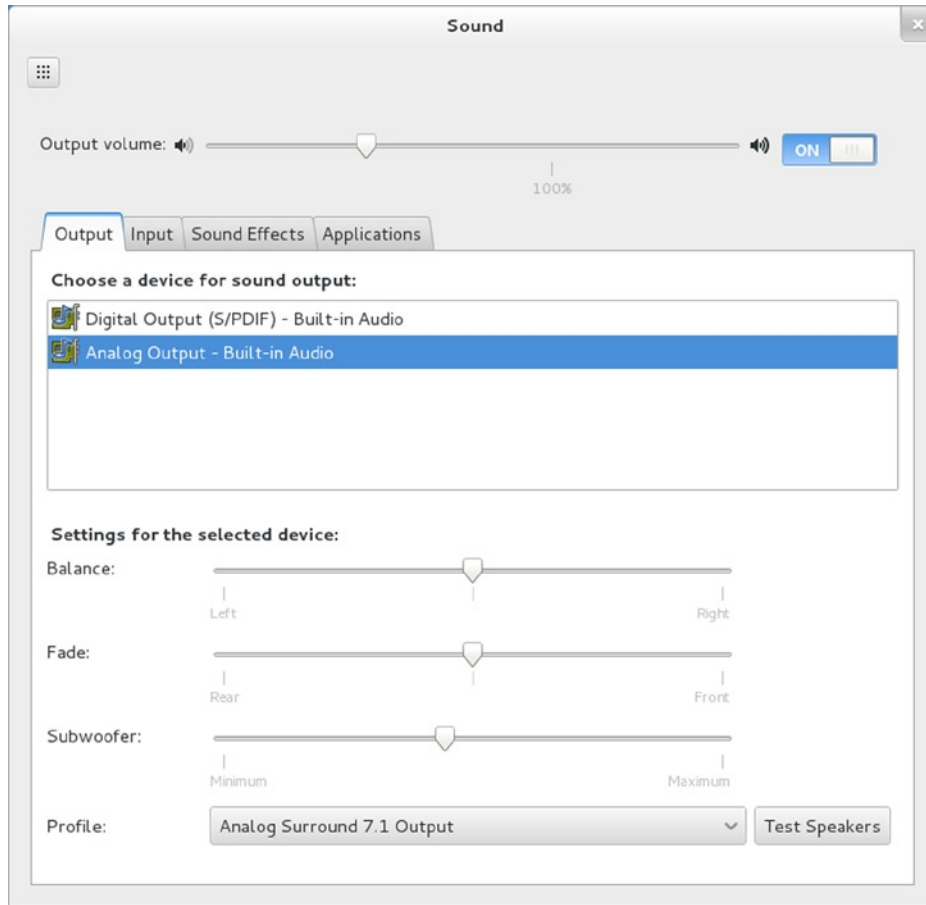 Sound
Output volume:
ON
100%
Output Input Sound Effects Applications
Choose a device for sound output:
Digital Output (S/PDIF) - Built-in Audio
Analog Output - Built-in Audio
Settings for the selected device:
Balance:
Left Right
Fade:
Rear Front
Subwoofer:
Minimum Maximum
Profile: Analog Surround 7.1 Output Test Speakers